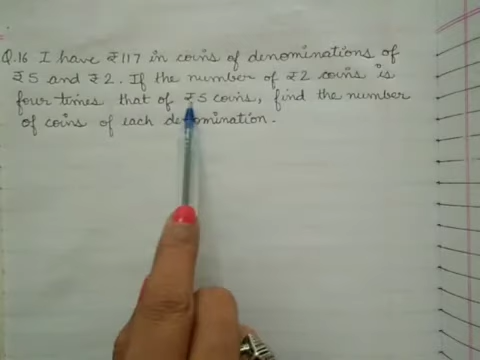 Q.16 I have ₹117 in coins of denominations of
₹5 and ₹2. If the number of ₹2 coins is
four times that of ₹5 coins, find the number
of coins of each denomination.